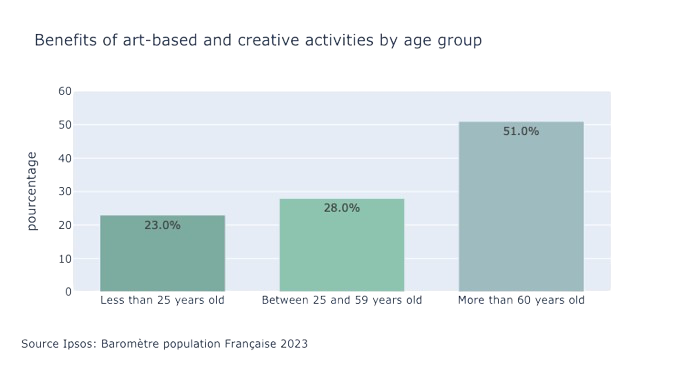 Benefits of art-based and creative activities by age group
pourcentage
60
50
40
30
20
10
0
23.0%
28.0%
51.0%
Less than 25 years old
Between 25 and 59 years old
More than 60 years old
Source Ipsos: Baromètre population Française 2023